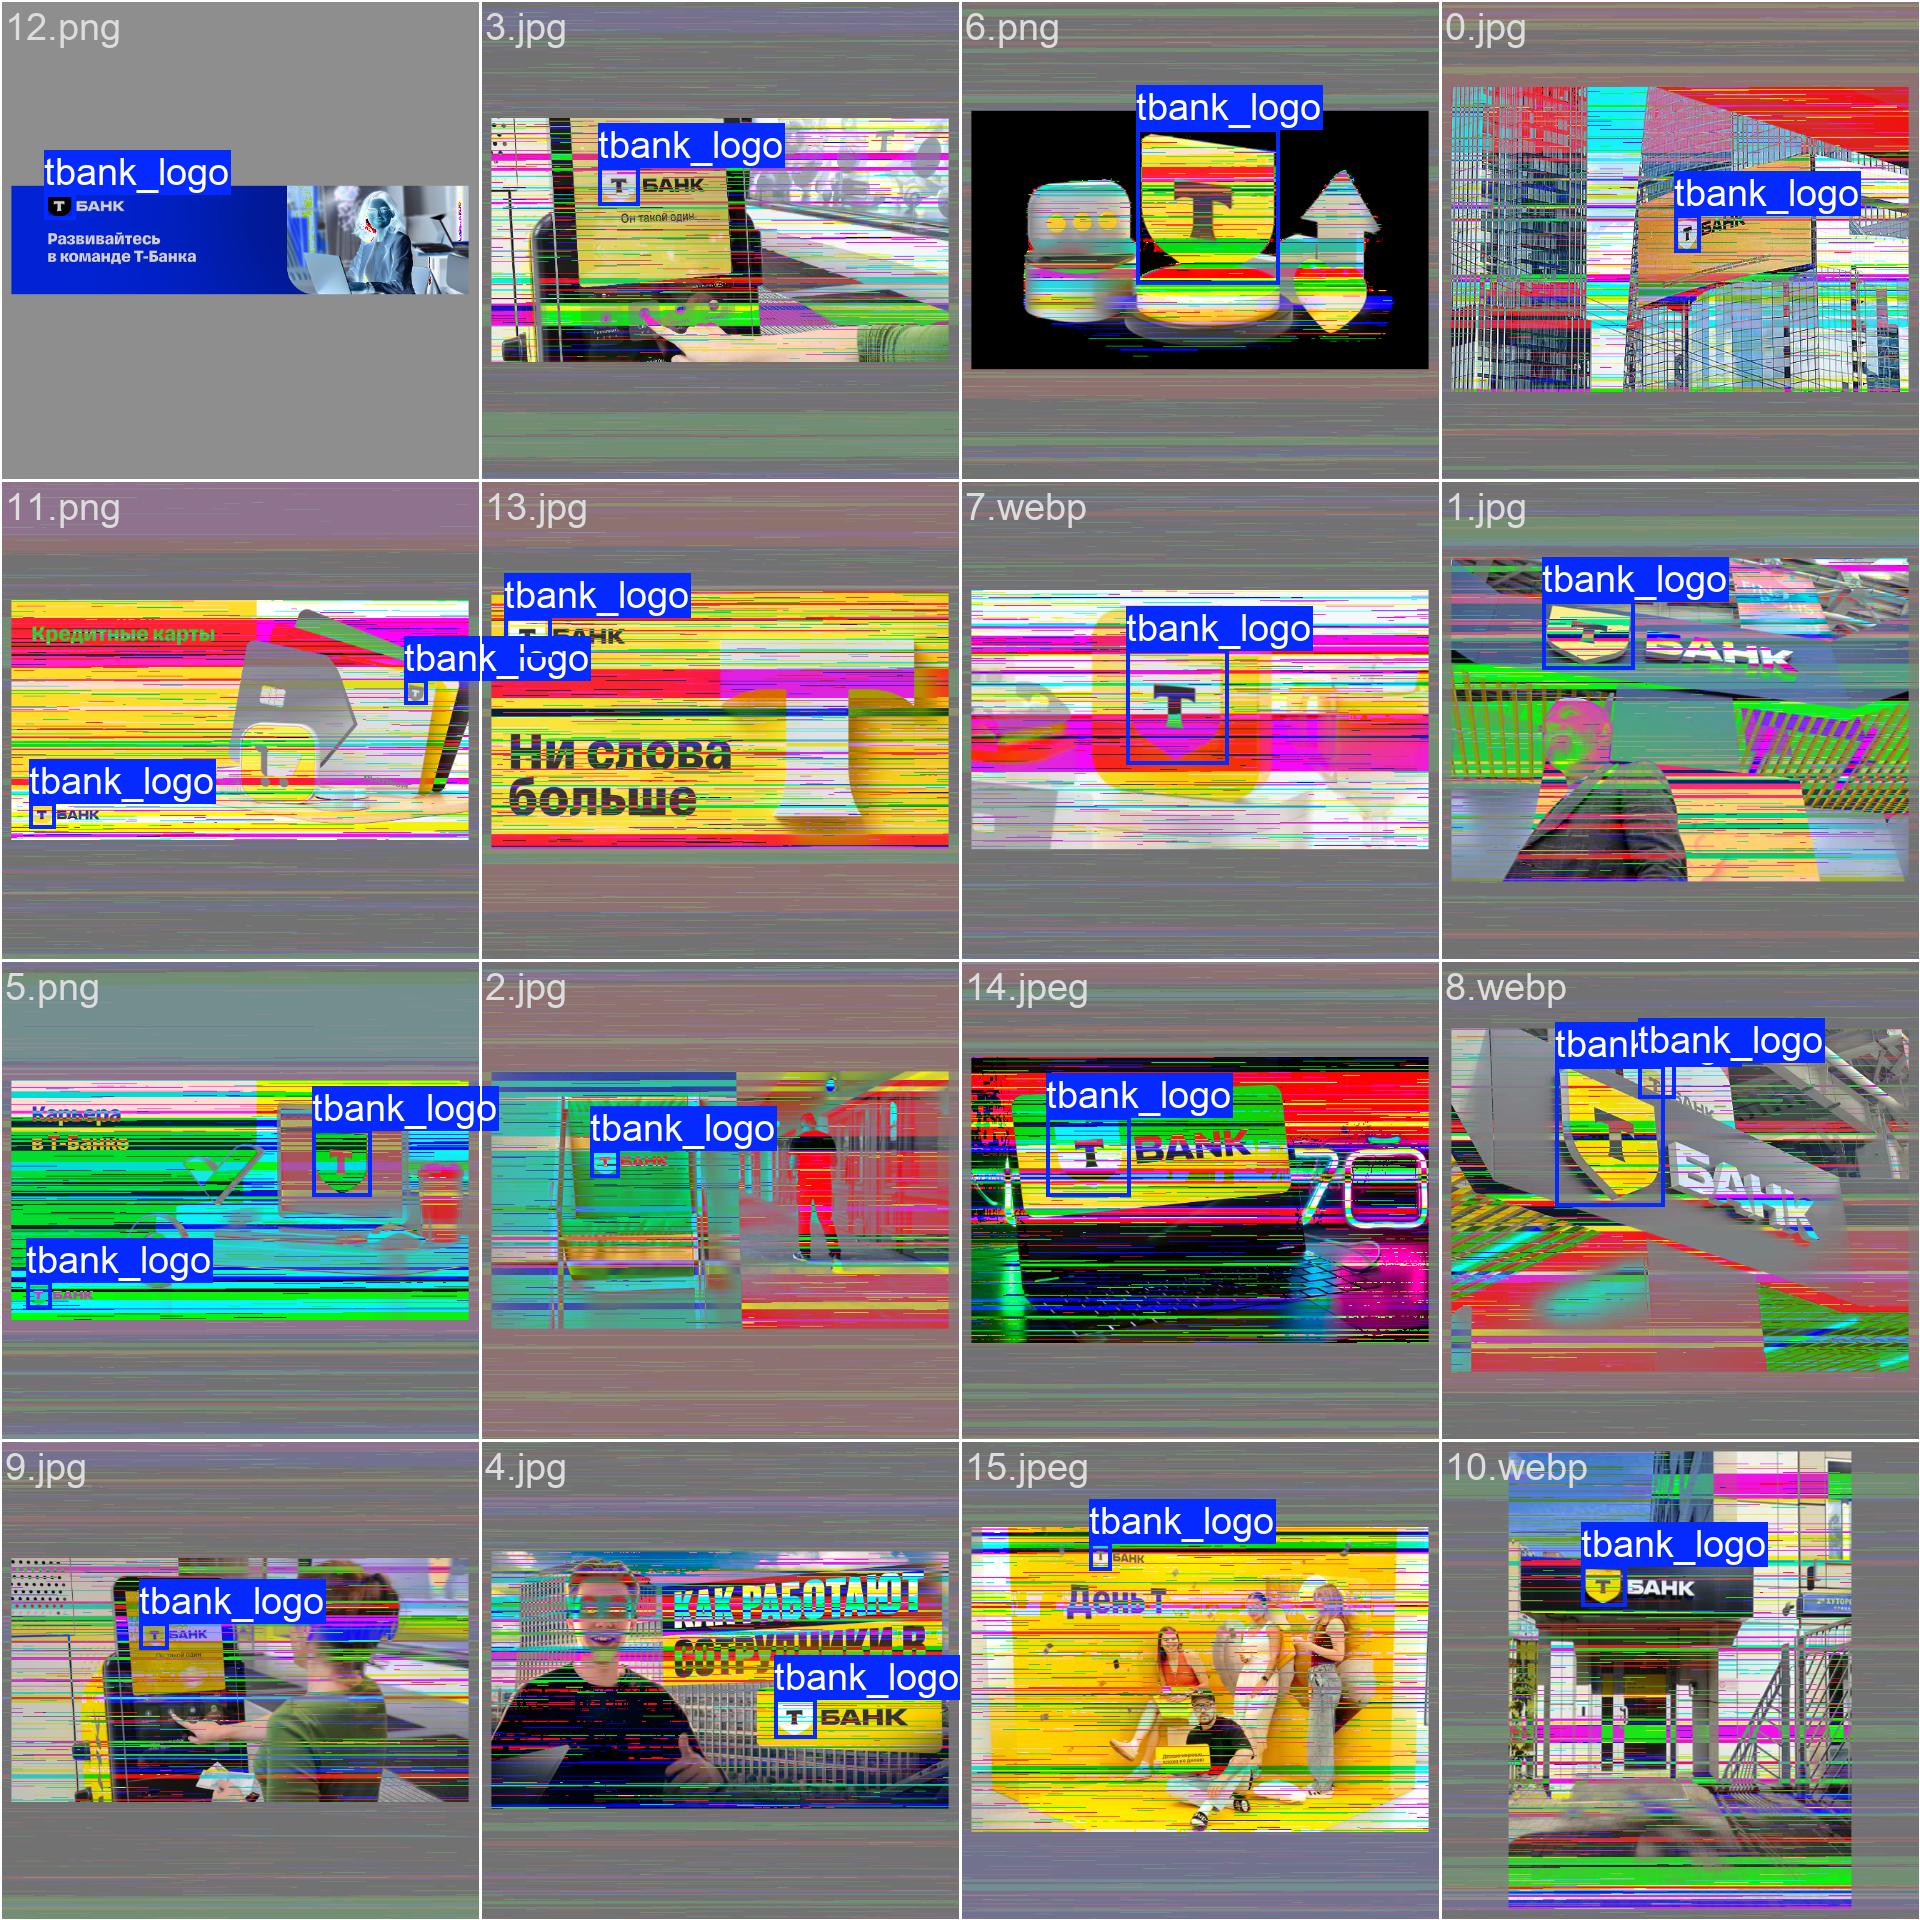 12.png
tbank_logo
Т БАНК
Развивайтесь
в команде Т-Банка
3.jpg
tbank_logo
Т БАНК
Он такой один
6.png
tbank_logo
Т
0.jpg
tbank_logo
Т БАНК
11.png
Кредитные карты
tbank_logo
tbank_logo
Т БАНК
13.jpg
tbank_logo
Т БАНК
Ни слова
больше
7.webp
tbank_logo
Т
1.jpg
tbank_logo
Т БАНК
5.png
Карьера
в Т-Банке
tbank_logo
Т
tbank_logo
Т БАНК
2.jpg
tbank_logo
Т БАНК
14.jpeg
tbank_logo
Т BANK
70
8.webp
tbank_logo
tbank_logo
Т БАНК
Т БАНК
9.jpg
tbank_logo
Т БАНК
Он такой один
4.jpg
КАК РАБОТАЮТ
СОТРУДНИКИ В
tbank_logo
Т БАНК
15.jpeg
tbank_logo
Т БАНК
День Т
10.webp
tbank_logo
Т БАНК